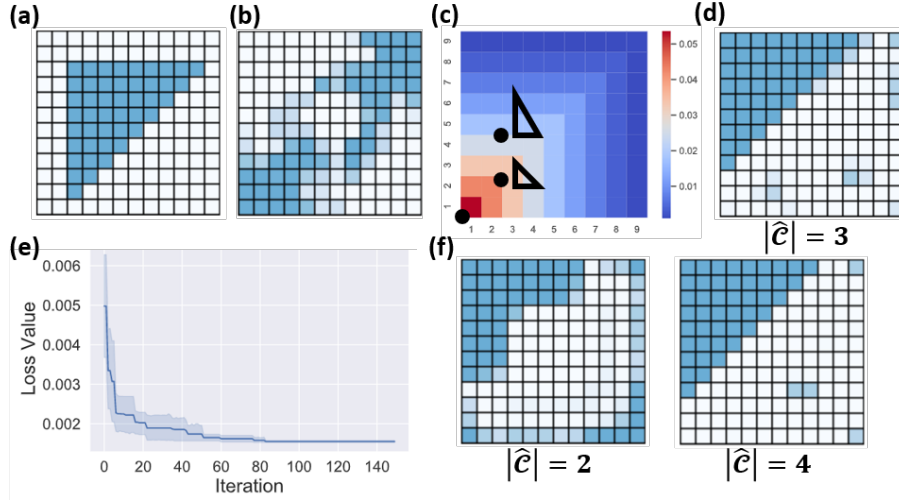 (a)
(b)
(c)
9
8
7
6
5
4
3
2
1
1 2 3 4 5 6 7 8 9
0.05
0.04
0.03
0.02
0.01
(d)
|Ĉ| = 3
(e)
0.006
0.005
0.004
0.003
0.002
Loss Value
0 20 40 60 80 100 120 140
Iteration
(f)
|Ĉ| = 2
|Ĉ| = 4